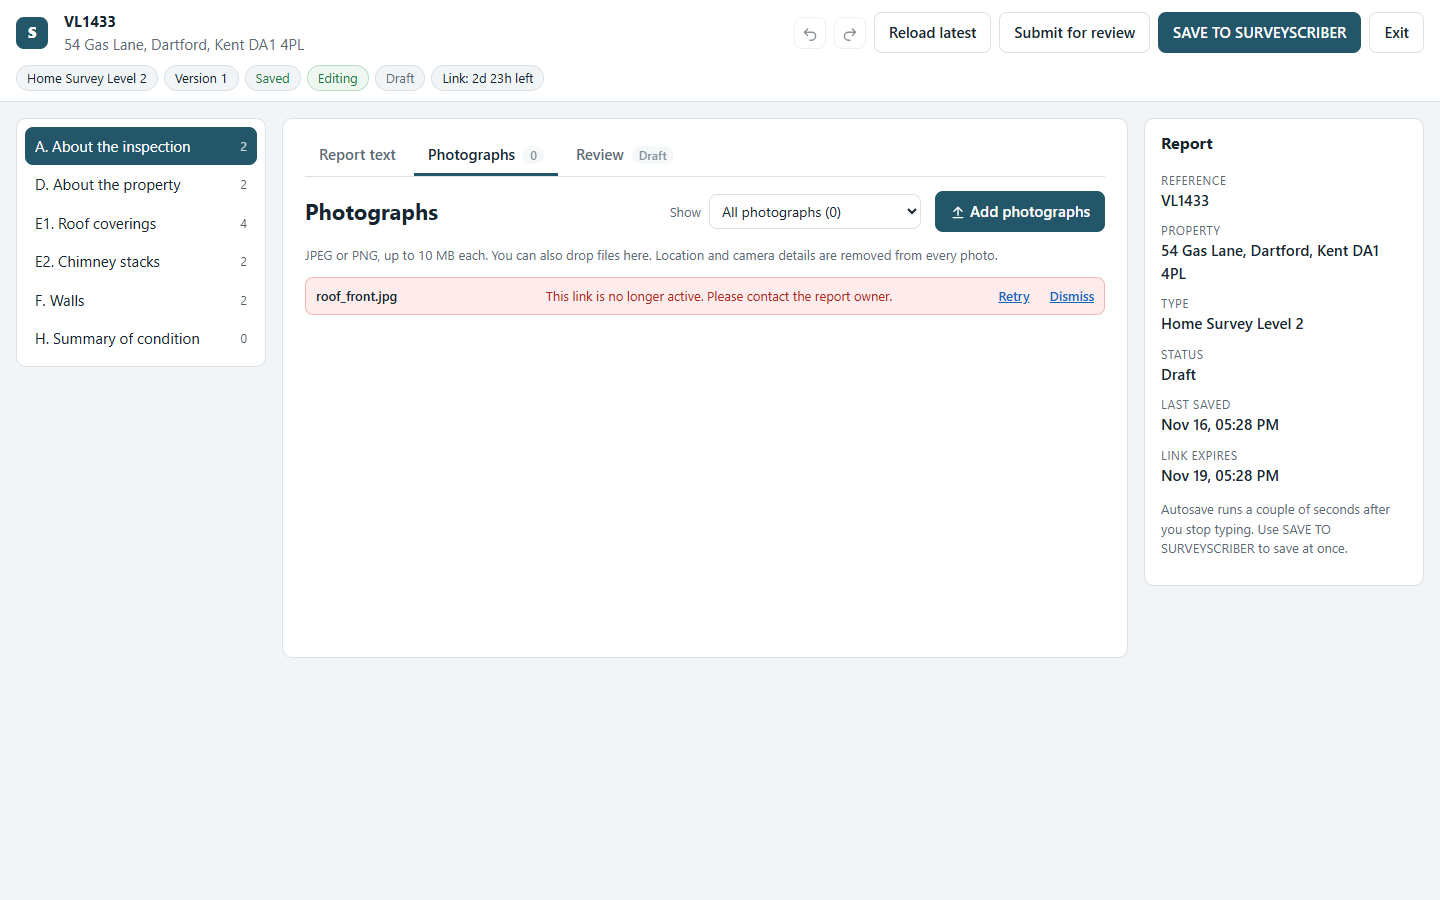 S
VL1433
54 Gas Lane, Dartford, Kent DA1 4PL
Reload latest
Submit for review
SAVE TO SURVEYSCRIBER
Exit
Home Survey Level 2
Version 1
Saved
Editing
Draft
Link: 2d 23h left
A. About the inspection 2
D. About the property 2
E1. Roof coverings 4
E2. Chimney stacks 2
F. Walls 2
H. Summary of condition 0
Report text
Photographs 0
Review Draft
Photographs
Show
All photographs (0)
Add photographs
JPEG or PNG, up to 10 MB each. You can also drop files here. Location and camera details are removed from every photo.
roof_front.jpg
This link is no longer active. Please contact the report owner.
Retry
Dismiss
Report
REFERENCE
VL1433
PROPERTY
54 Gas Lane, Dartford, Kent DA1
4PL
TYPE
Home Survey Level 2
STATUS
Draft
LAST SAVED
Nov 16, 05:28 PM
LINK EXPIRES
Nov 19, 05:28 PM
Autosave runs a couple of seconds after
you stop typing. Use SAVE TO
SURVEYSCRIBER to save at once.